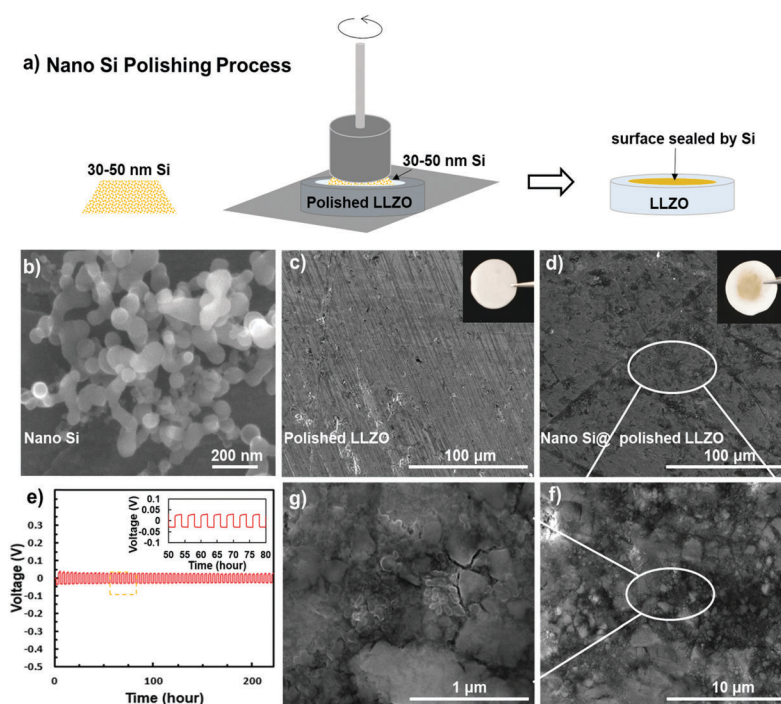 a) Nano Si Polishing Process
30-50 nm Si
30-50 nm Si
Polished LLZO
surface sealed by Si
LLZO
b)
Nano Si
200 nm
c)
Polished LLZO
100 µm
d)
Nano Si@ polished LLZO
100 µm
e)
Voltage (V)
0.3
0.2
0.1
0
-0.1
-0.2
-0.3
-0.4
-0.5
0
100
200
Time (hour)
Voltage (V)
0.1
0.05
0
-0.05
-0.1
50 55 60 65 70 75 80
Time (hour)
g)
1 µm
f)
10 µm